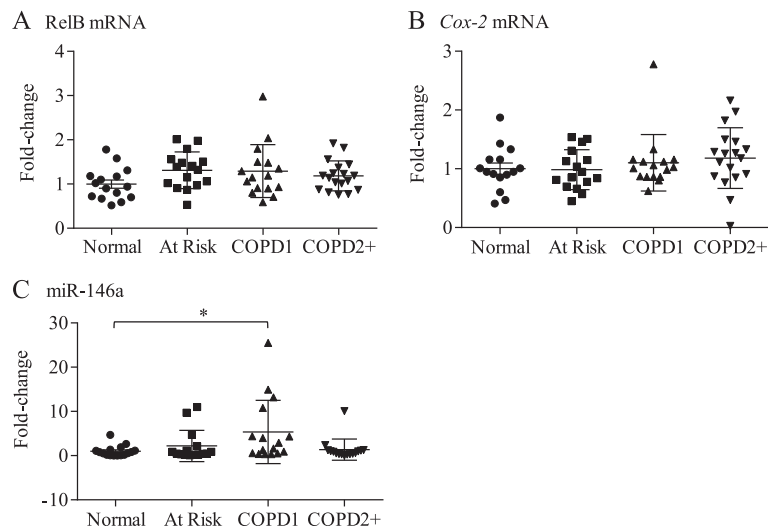 A RelB mRNA
4
3
2
1
0
Fold-change
Normal At Risk COPD1 COPD2+
B Cox-2 mRNA
3
2
1
0
Fold-change
Normal At Risk COPD1 COPD2+
C miR-146a
*
30
20
10
0
-10
Fold-change
Normal At Risk COPD1 COPD2+